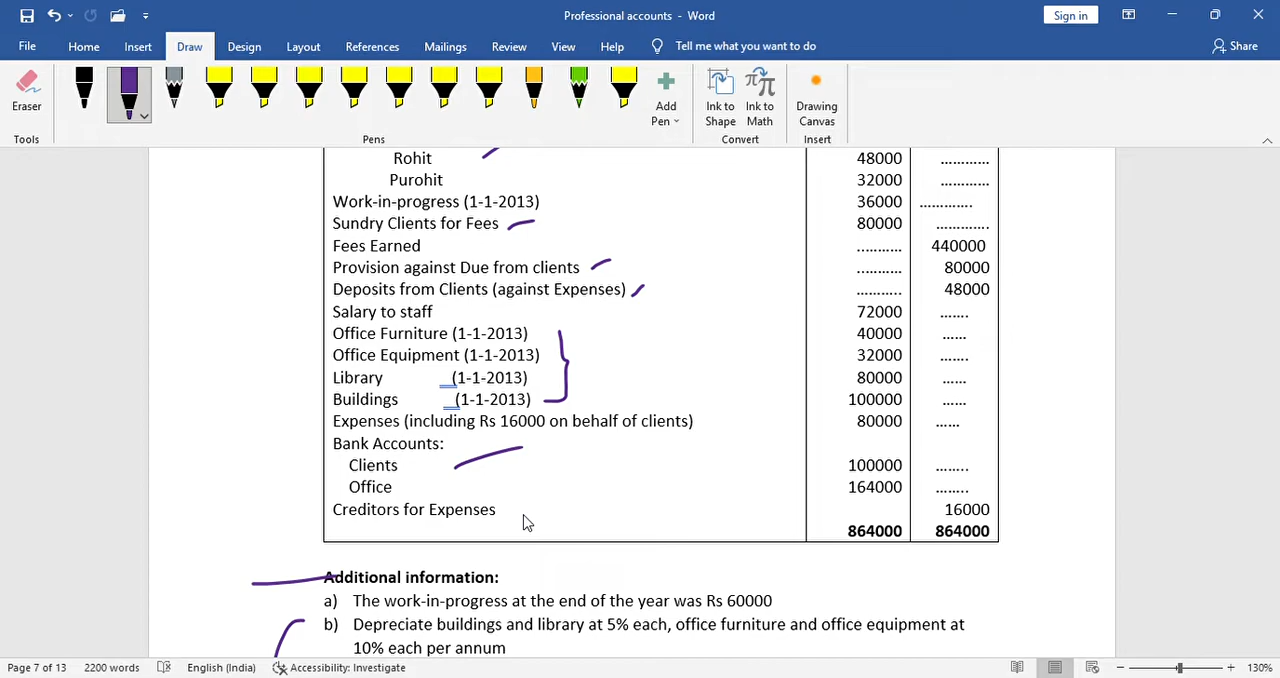 Professional accounts - Word
Sign in
File Home Insert Draw Design Layout References Mailings Review View Help Tell me what you want to do Share
Eraser
Add Pen
Ink to Shape
Ink to Math
Drawing Canvas
Tools Pens Convert Insert
Rohit 48000 ............
Purohit 32000 ............
Work-in-progress (1-1-2013) 36000 .............
Sundry Clients for Fees 80000 .............
Fees Earned ........... 440000
Provision against Due from clients ........... 80000
Deposits from Clients (against Expenses) ........... 48000
Salary to staff 72000 .......
Office Furniture (1-1-2013) 40000 ......
Office Equipment (1-1-2013) 32000 .......
Library (1-1-2013) 80000 ......
Buildings (1-1-2013) 100000 ......
Expenses (including Rs 16000 on behalf of clients) 80000 ......
Bank Accounts:
Clients 100000 ........
Office 164000 ........
Creditors for Expenses 16000
864000 864000
Additional information:
a) The work-in-progress at the end of the year was Rs 60000
b) Depreciate buildings and library at 5% each, office furniture and office equipment at
10% each per annum
Page 7 of 13 2200 words English (India) Accessibility: Investigate 130%